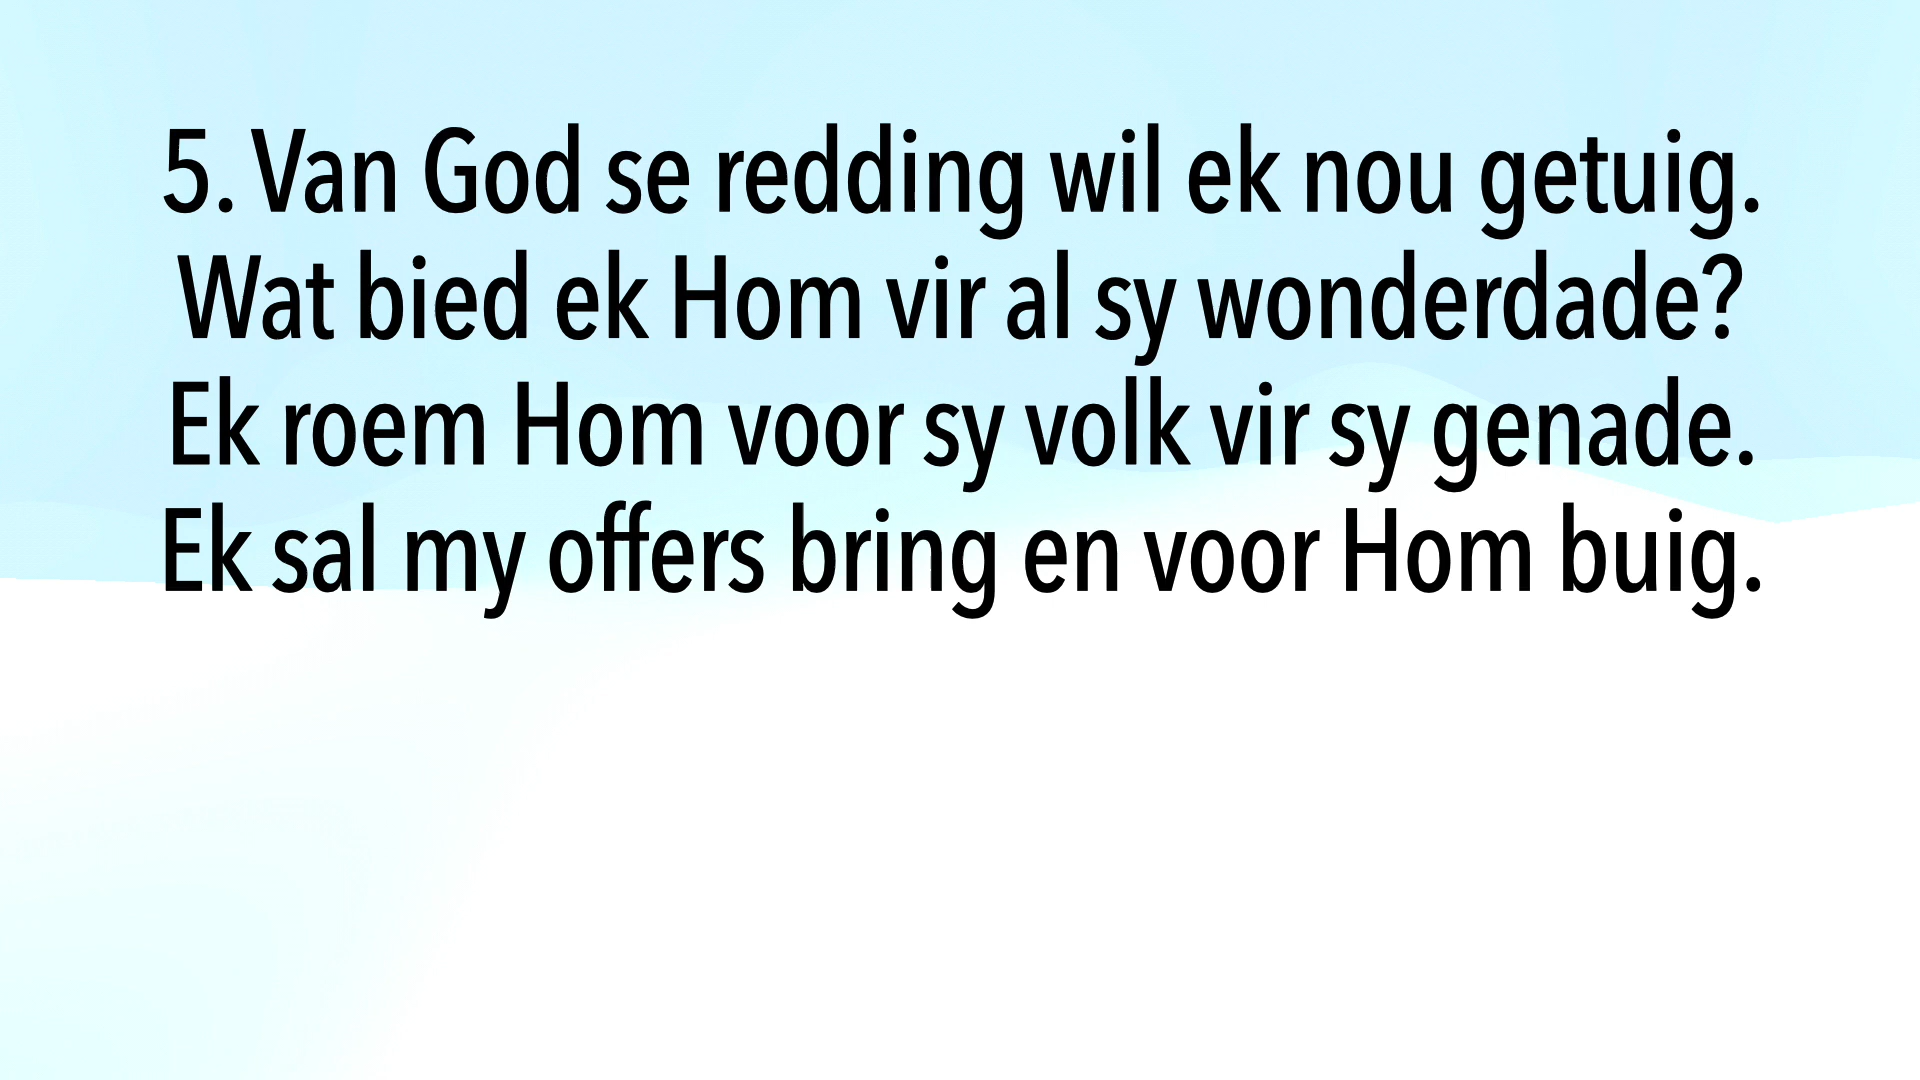 5. Van God se redding wil ek nou getuig.
Wat bied ek Hom vir al sy wonderdade?
Ek roem Hom voor sy volk vir sy genade.
Ek sal my offers bring en voor Hom buig.